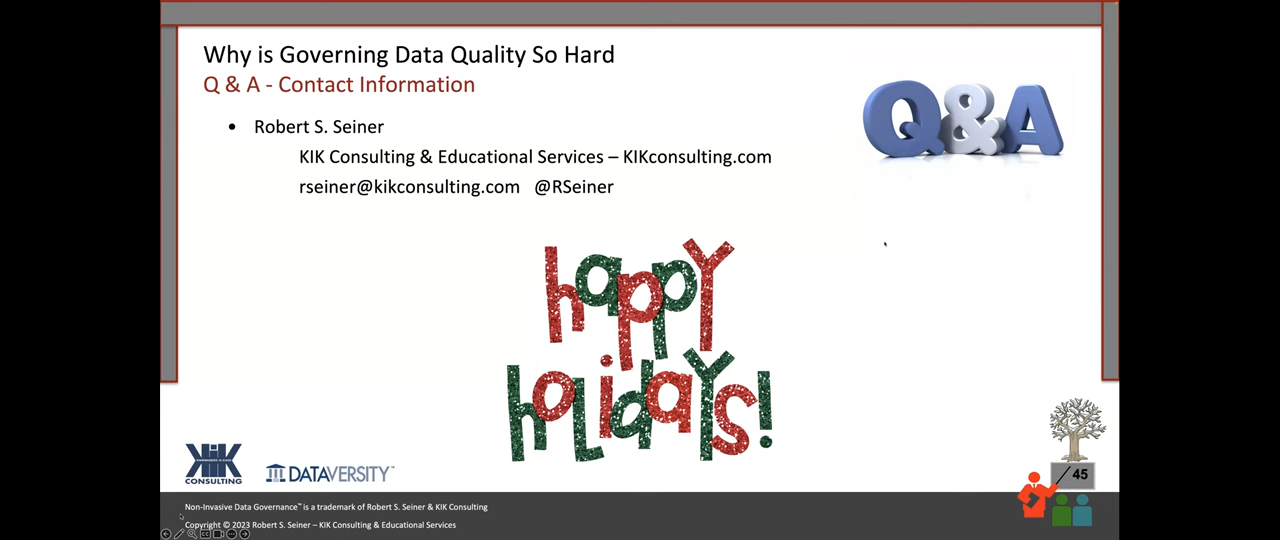 Why is Governing Data Quality So Hard
Q & A - Contact Information
Q&A
• Robert S. Seiner
KIK Consulting & Educational Services – KIKconsulting.com
rseiner@kikconsulting.com @RSeiner
happy
holidays!
KIK
CONSULTING
DATAVERSITY™
45
Non-Invasive Data Governance™ is a trademark of Robert S. Seiner & KIK Consulting
Copyright © 2023 Robert S. Seiner – KIK Consulting & Educational Services